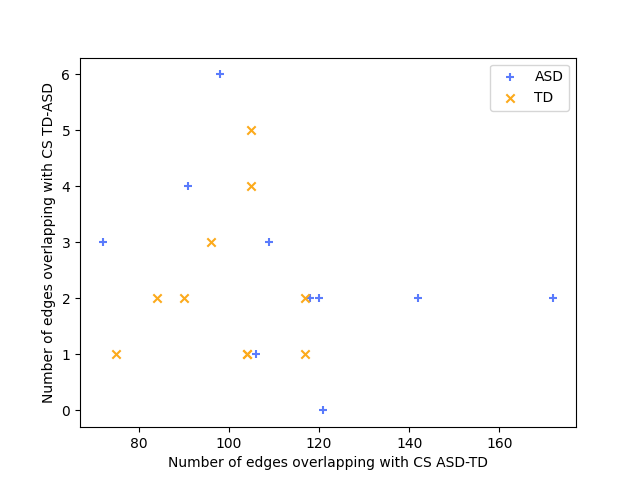 ASD
TD
Number of edges overlapping with CS TD-ASD
6
5
4
3
2
1
0
80 100 120 140 160
Number of edges overlapping with CS ASD-TD